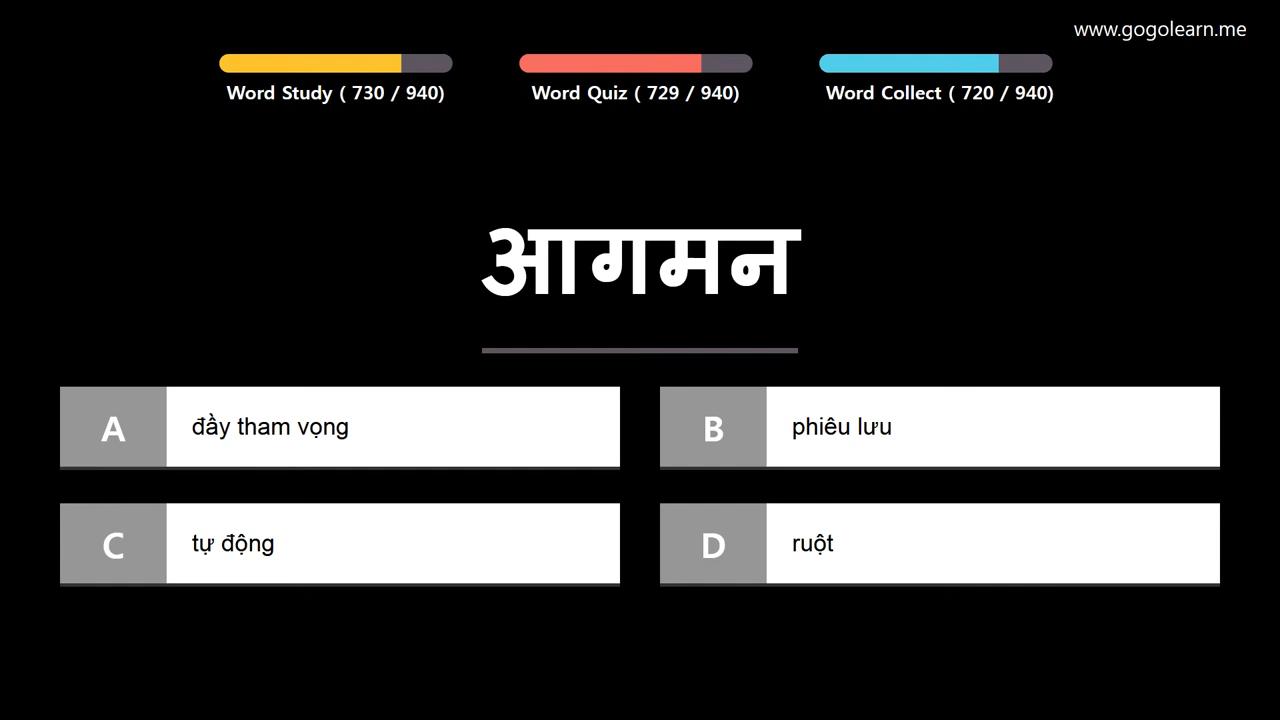 www.gogolearn.me
Word Study ( 730 / 940)
Word Quiz ( 729 / 940)
Word Collect ( 720 / 940)
आगमन
A
đầy tham vọng
B
phiêu lưu
C
tự động
D
ruột